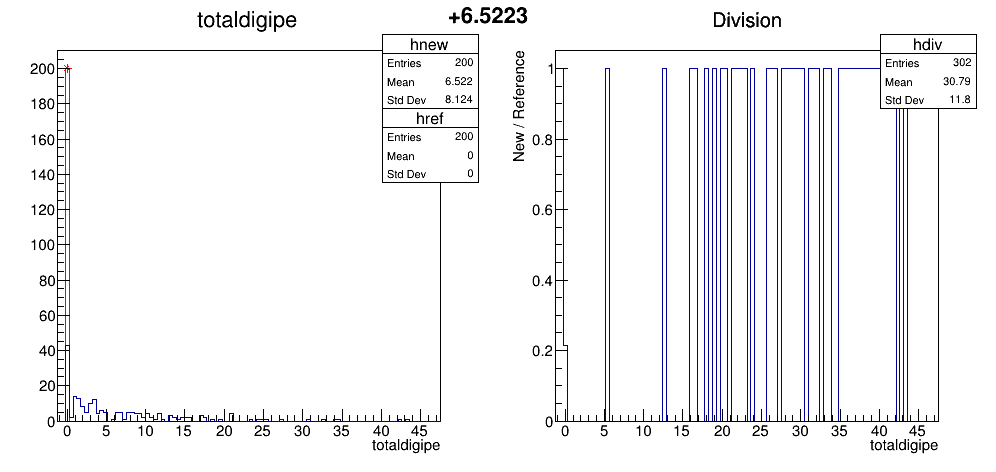 +6.5223
totaldigipe
hnew
Entries 200
Mean 6.522
Std Dev 8.124
href
Entries 200
Mean 0
Std Dev 0
200
180
160
140
120
100
80
60
40
20
0
0 5 10 15 20 25 30 35 40 45
totaldigipe
Division
hdiv
Entries 302
Mean 30.79
Std Dev 11.8
New / Reference
1
0.8
0.6
0.4
0.2
0
0 5 10 15 20 25 30 35 40 45
totaldigipe